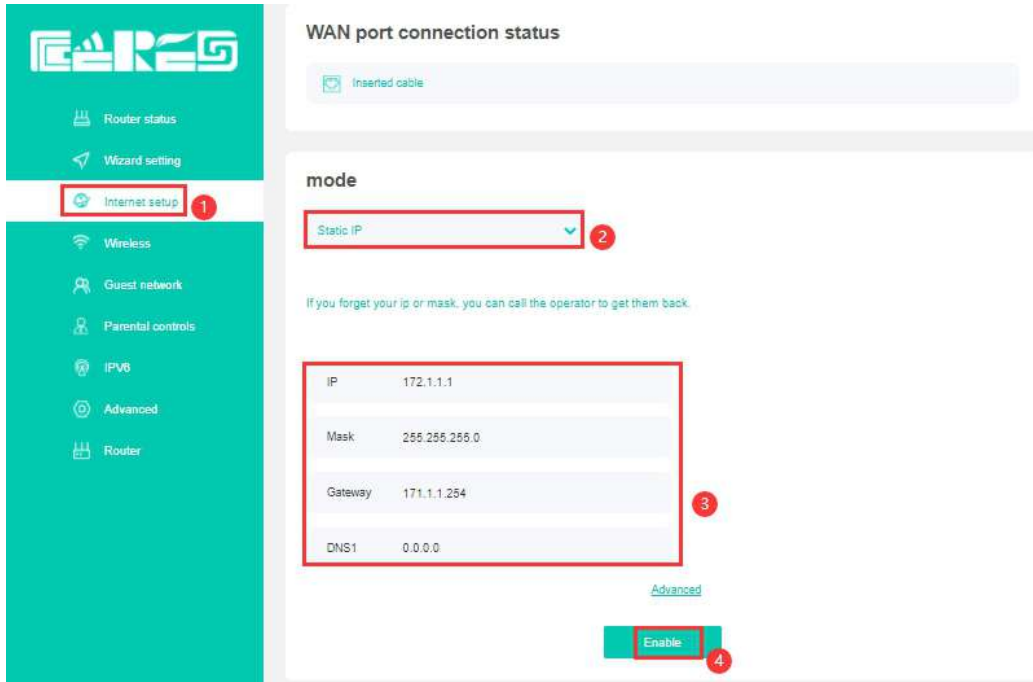 CARES
WAN port connection status
Inserted cable
Router status
Wizard setting
Internet setup
1
Wireless
Guest network
Parental controls
IPV6
Advanced
Router
mode
Static IP
2
If you forget your ip or mask, you can call the operator to get them back.
IP 172.1.1.1
Mask 255.255.255.0
Gateway 171.1.1.254
DNS1 0.0.0.0
3
Advanced
Enable
4